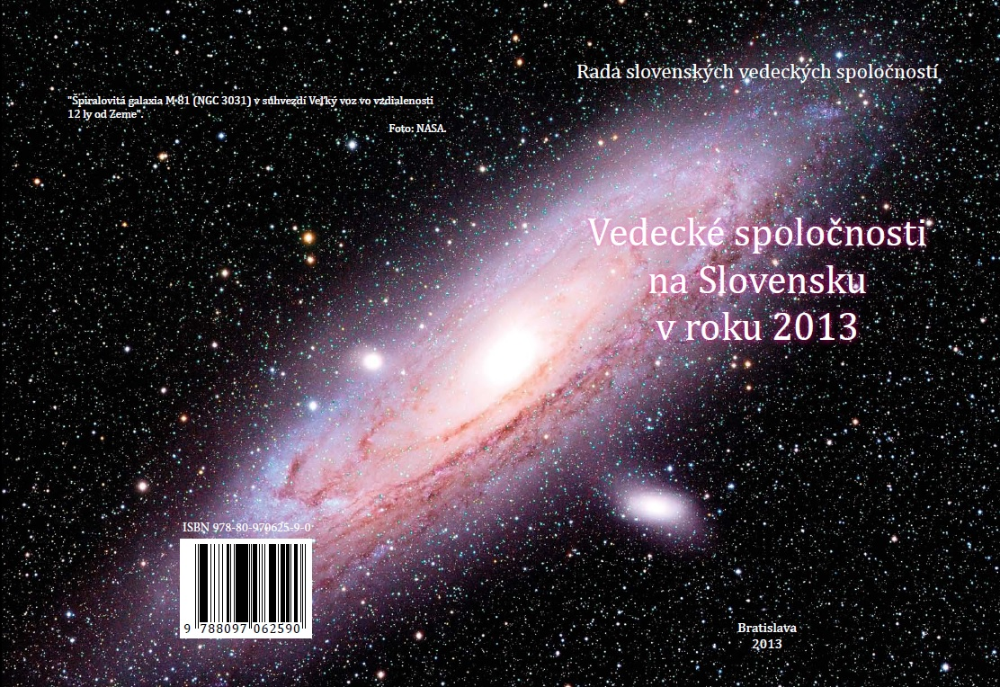 "Špiralovitá galaxia M-81 (NGC 3031) v súhvezdí Veľký voz vo vzdialenosti
12 ly od Zeme".
Foto: NASA.
ISBN 978-80-970625-9-0
9 788097 062590
Rada slovenských vedeckých spoločností
Vedecké spoločnosti
na Slovensku
v roku 2013
Bratislava
2013